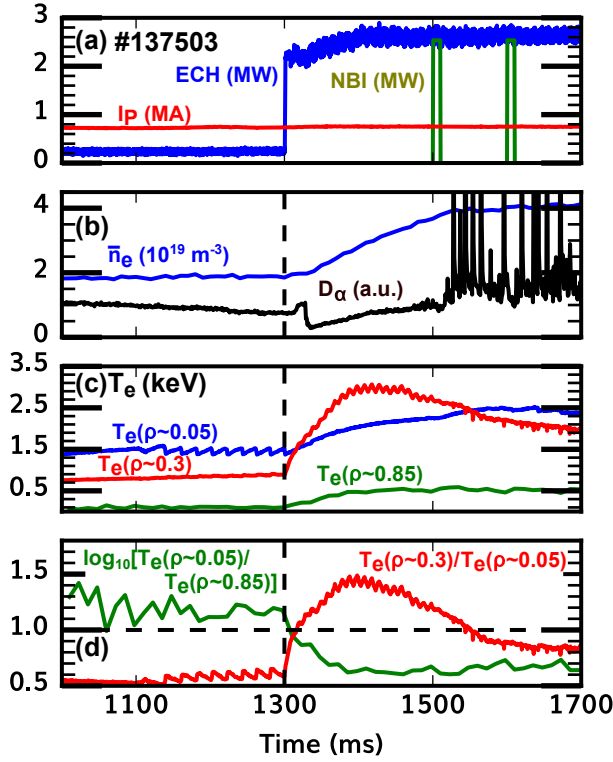 (a) #137503
3
ECH (MW)
NBI (MW)
2
IP (MA)
1
0
(b)
4
n̅e (10¹⁹ m⁻³)
2
Dα (a.u.)
0
(c) Te (keV)
3.5
2.5
Te(ρ~0.05)
1.5
Te(ρ~0.3)
Te(ρ~0.85)
0.5
log₁₀[Te(ρ~0.05)/
Te(ρ~0.85)]
Te(ρ~0.3)/Te(ρ~0.05)
1.5
1.0
(d)
0.5
1100 1300 1500 1700
Time (ms)